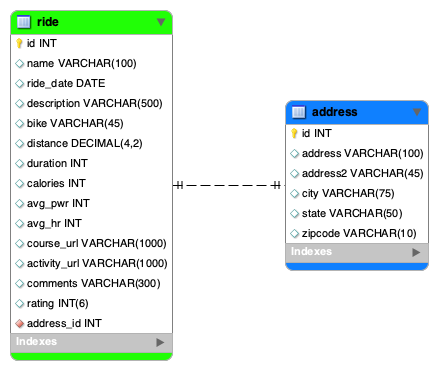 ride
id INT
name VARCHAR(100)
ride_date DATE
description VARCHAR(500)
bike VARCHAR(45)
distance DECIMAL(4,2)
duration INT
calories INT
avg_pwr INT
avg_hr INT
course_url VARCHAR(1000)
activity_url VARCHAR(1000)
comments VARCHAR(300)
rating INT(6)
address_id INT
Indexes
address
id INT
address VARCHAR(100)
address2 VARCHAR(45)
city VARCHAR(75)
state VARCHAR(50)
zipcode VARCHAR(10)
Indexes